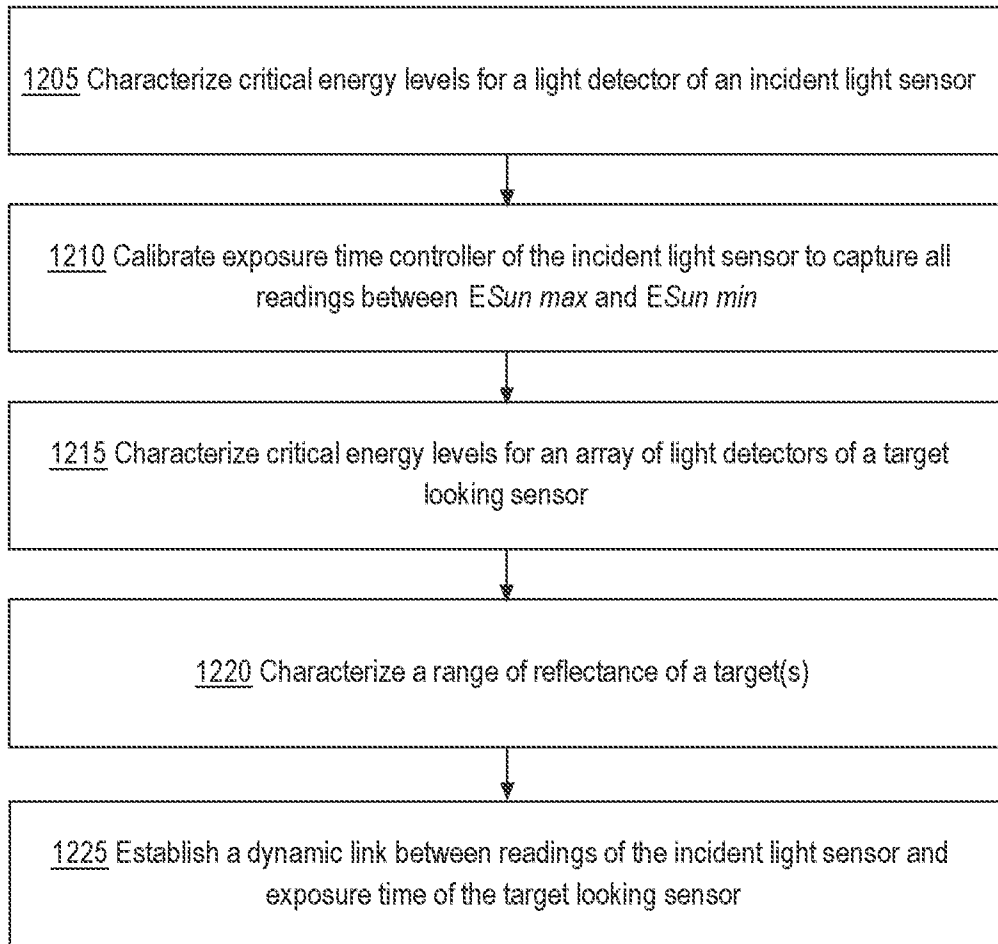 1205 Characterize critical energy levels for a light detector of an incident light sensor
1210 Calibrate exposure time controller of the incident light sensor to capture all
readings between ESun max and ESun min
1215 Characterize critical energy levels for an array of light detectors of a target
looking sensor
1220 Characterize a range of reflectance of a target(s)
1225 Establish a dynamic link between readings of the incident light sensor and
exposure time of the target looking sensor